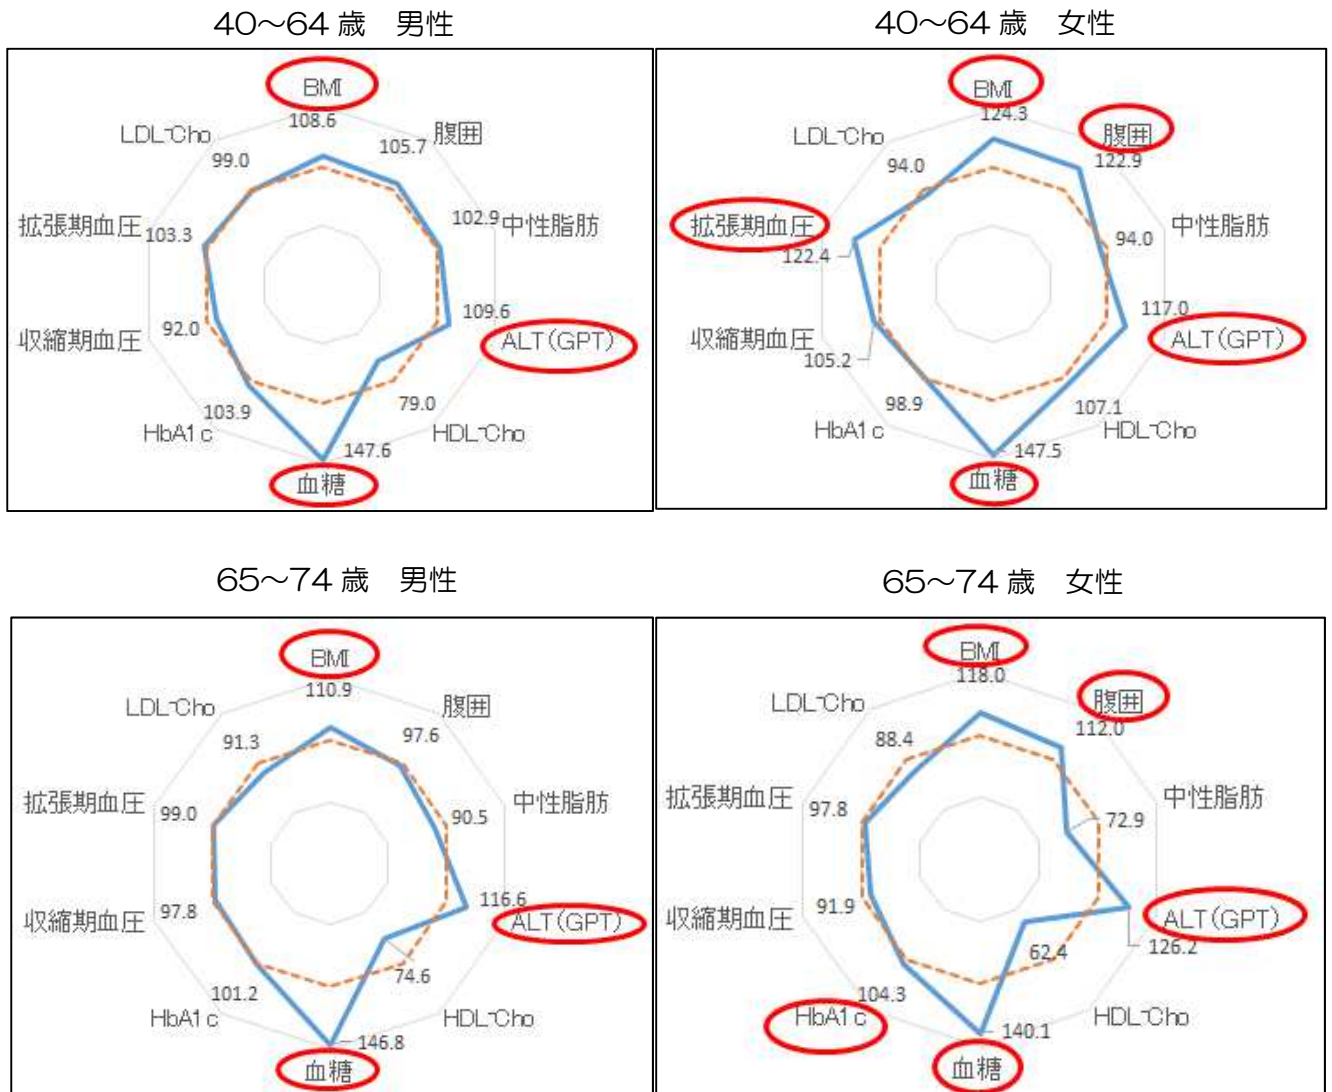 40～64歳 男性
BMI
108.6
腹囲
105.7
中性脂肪
102.9
109.6
ALT(GPT)
79.0
HDL-Cho
147.6
血糖
103.9
HbA1c
92.0
収縮期血圧
拡張期血圧
103.3
LDL-Cho
99.0
40～64歳 女性
BMI
124.3
腹囲
122.9
中性脂肪
94.0
117.0
ALT(GPT)
107.1
HDL-Cho
147.5
血糖
98.9
HbA1c
収縮期血圧
105.2
拡張期血圧
122.4
LDL-Cho
94.0
65～74歳 男性
BMI
110.9
腹囲
97.6
中性脂肪
90.5
116.6
ALT(GPT)
74.6
HDL-Cho
146.8
血糖
101.2
HbA1c
97.8
収縮期血圧
拡張期血圧
99.0
LDL-Cho
91.3
65～74歳 女性
BMI
118.0
腹囲
112.0
中性脂肪
72.9
ALT(GPT)
126.2
62.4
HDL-Cho
140.1
血糖
104.3
HbA1c
91.9
収縮期血圧
拡張期血圧
97.8
LDL-Cho
88.4